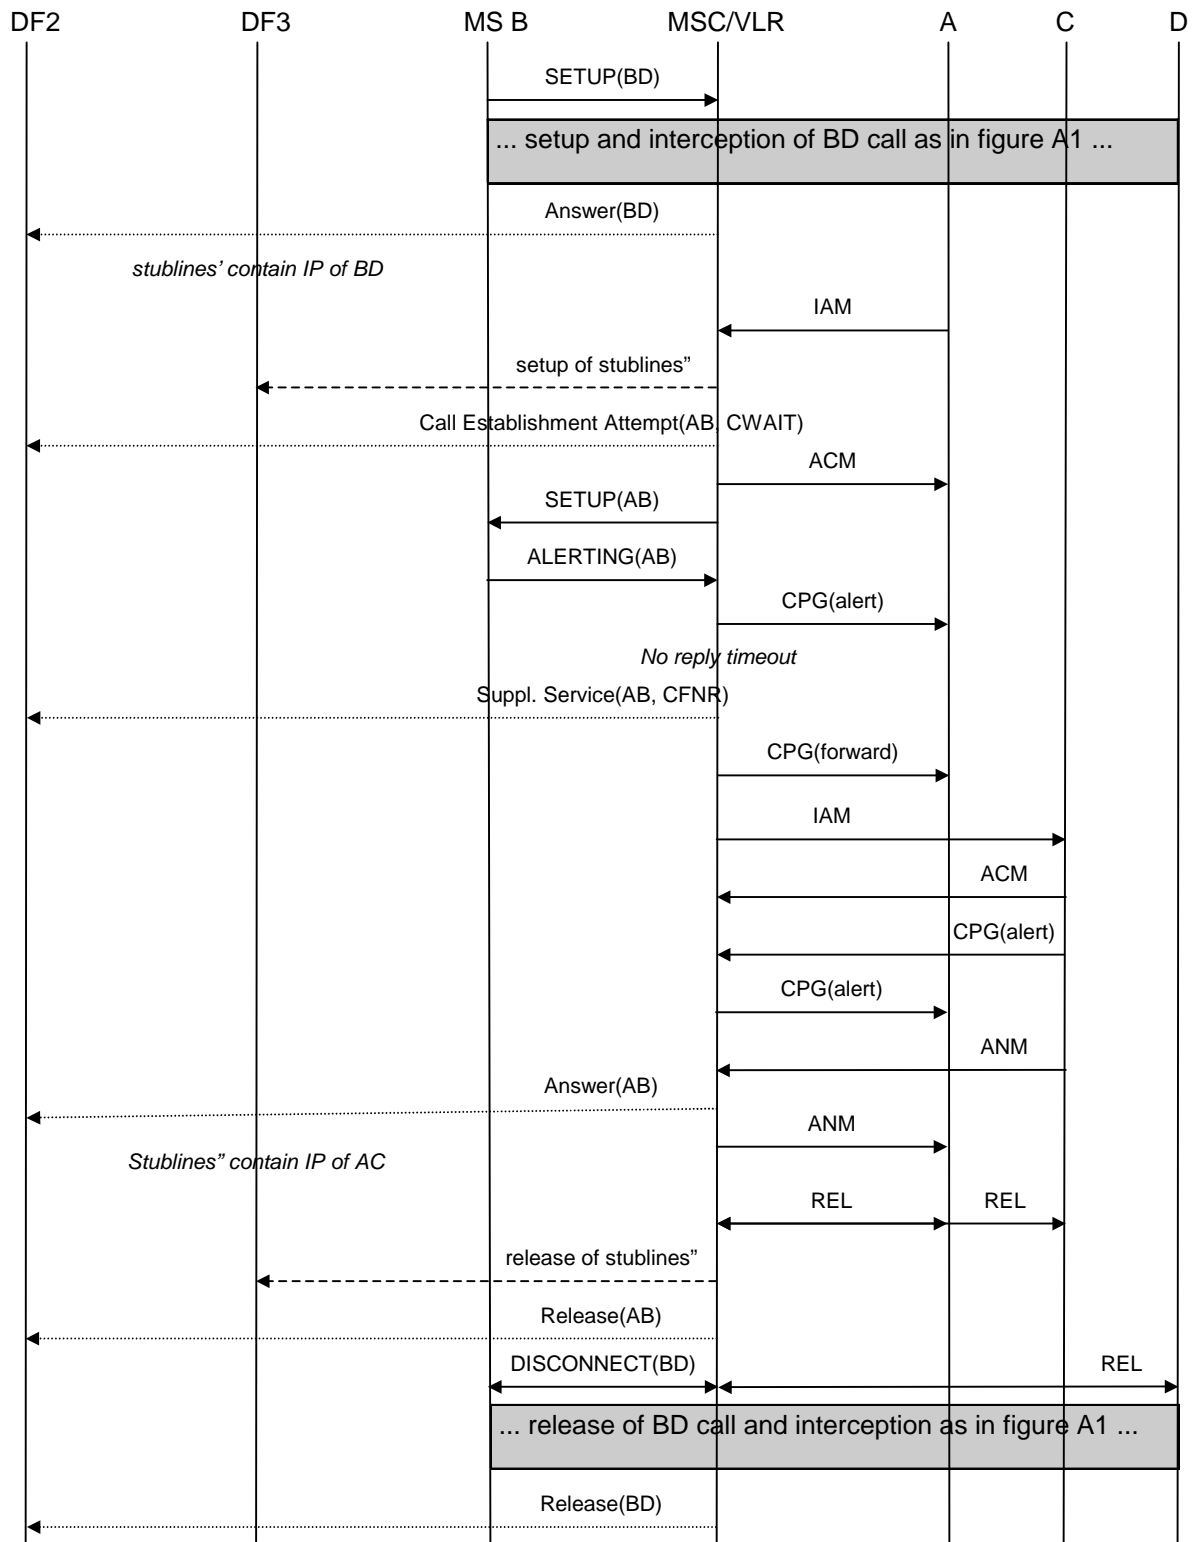 DF2 DF3 MS B MSC/VLR A C D
SETUP(BD)
... setup and interception of BD call as in figure A1 ...
Answer(BD)
stublines’ contain IP of BD
IAM
setup of stublines”
Call Establishment Attempt(AB, CWAIT)
ACM
SETUP(AB)
ALERTING(AB)
CPG(alert)
No reply timeout
Suppl. Service(AB, CFNR)
CPG(forward)
IAM
ACM
CPG(alert)
CPG(alert)
ANM
Answer(AB)
ANM
Stublines” contain IP of AC
REL REL
release of stublines”
Release(AB)
DISCONNECT(BD) REL
... release of BD call and interception as in figure A1 ...
Release(BD)